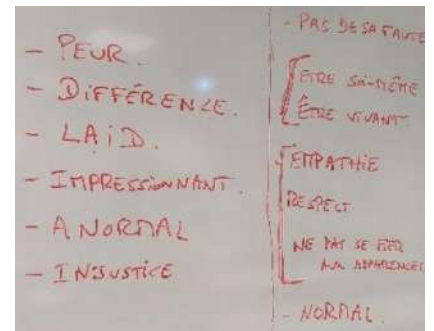 - PEUR.
- DIFFÉRENCE.
- LAID.
- IMPRESSIONNANT.
- ANORMAL
- INJUSTICE
- PAS DE SA FAUTE
ÊTRE SOI-MÊME
ÊTRE VIVANT.
EMPATHIE
RESPECT
NE PAS SE FIER
AUX APPARENCES
- NORMAL.